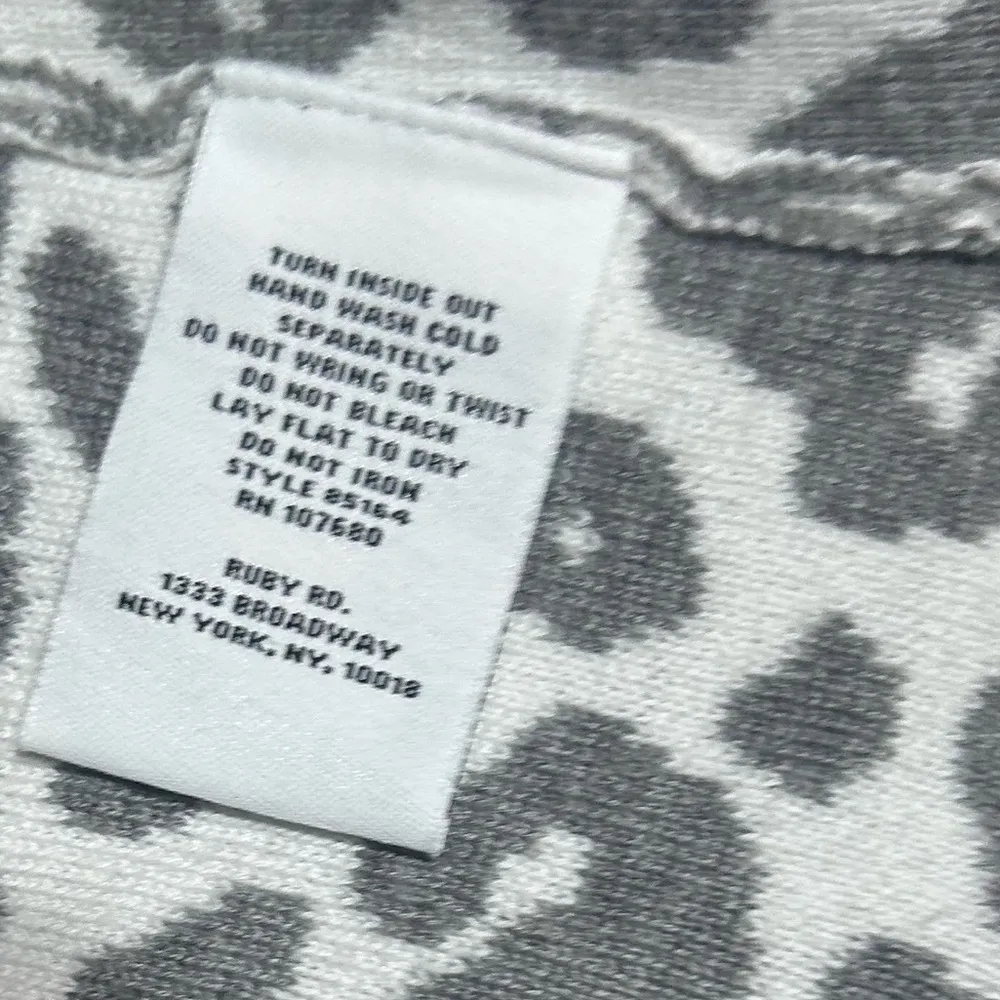 TURN INSIDE OUT
HAND WASH COLD
SEPARATELY
DO NOT WRING OR TWIST
DO NOT BLEACH
LAY FLAT TO DRY
DO NOT IRON
STYLE 85164
RN 107680
RUBY RD.
1333 BROADWAY
NEW YORK, NY, 10018